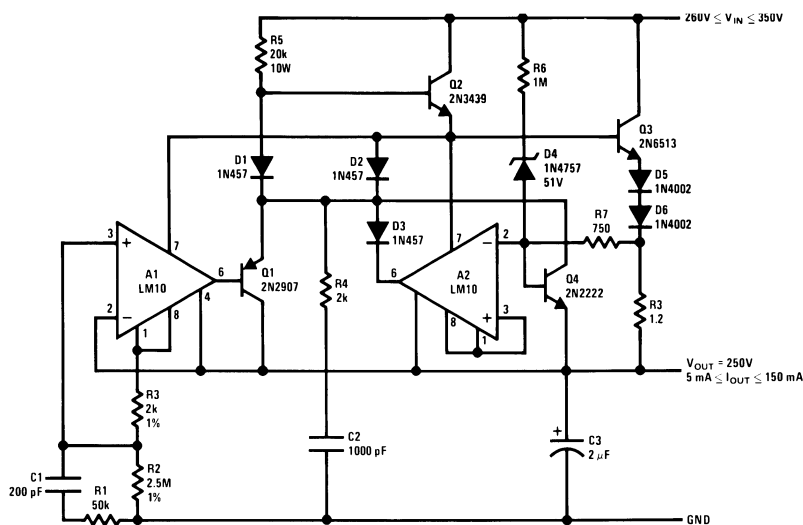 260V ≤ VIN ≤ 350V
R5
20k
10W
R6
1M
Q2
2N3439
Q3
2N6513
D1
1N457
D2
1N457
D4
1N4757
51V
D5
1N4002
D6
1N4002
R7
750
D3
1N457
3
+
7
A1
LM10
6
4
2
−
1
8
Q1
2N2907
R4
2k
7
−
2
6
A2
LM10
+
3
8
1
Q4
2N2222
R3
1.2
VOUT = 250V
5 mA ≤ IOUT ≤ 150 mA
R3
2k
1%
C1
200 pF
R1
50k
R2
2.5M
1%
C2
1000 pF
+
C3
2 μF
GND